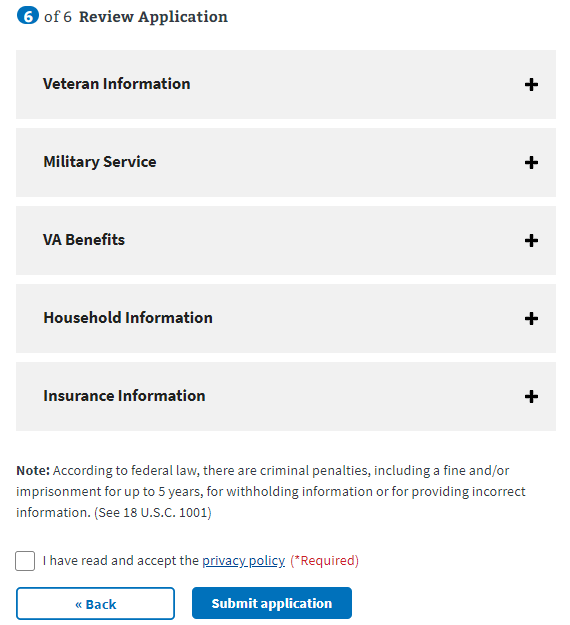 6 of 6 Review Application
Veteran Information +
Military Service +
VA Benefits +
Household Information +
Insurance Information +
Note: According to federal law, there are criminal penalties, including a fine and/or
imprisonment for up to 5 years, for withholding information or for providing incorrect
information. (See 18 U.S.C. 1001)
I have read and accept the privacy policy (*Required)
« Back
Submit application